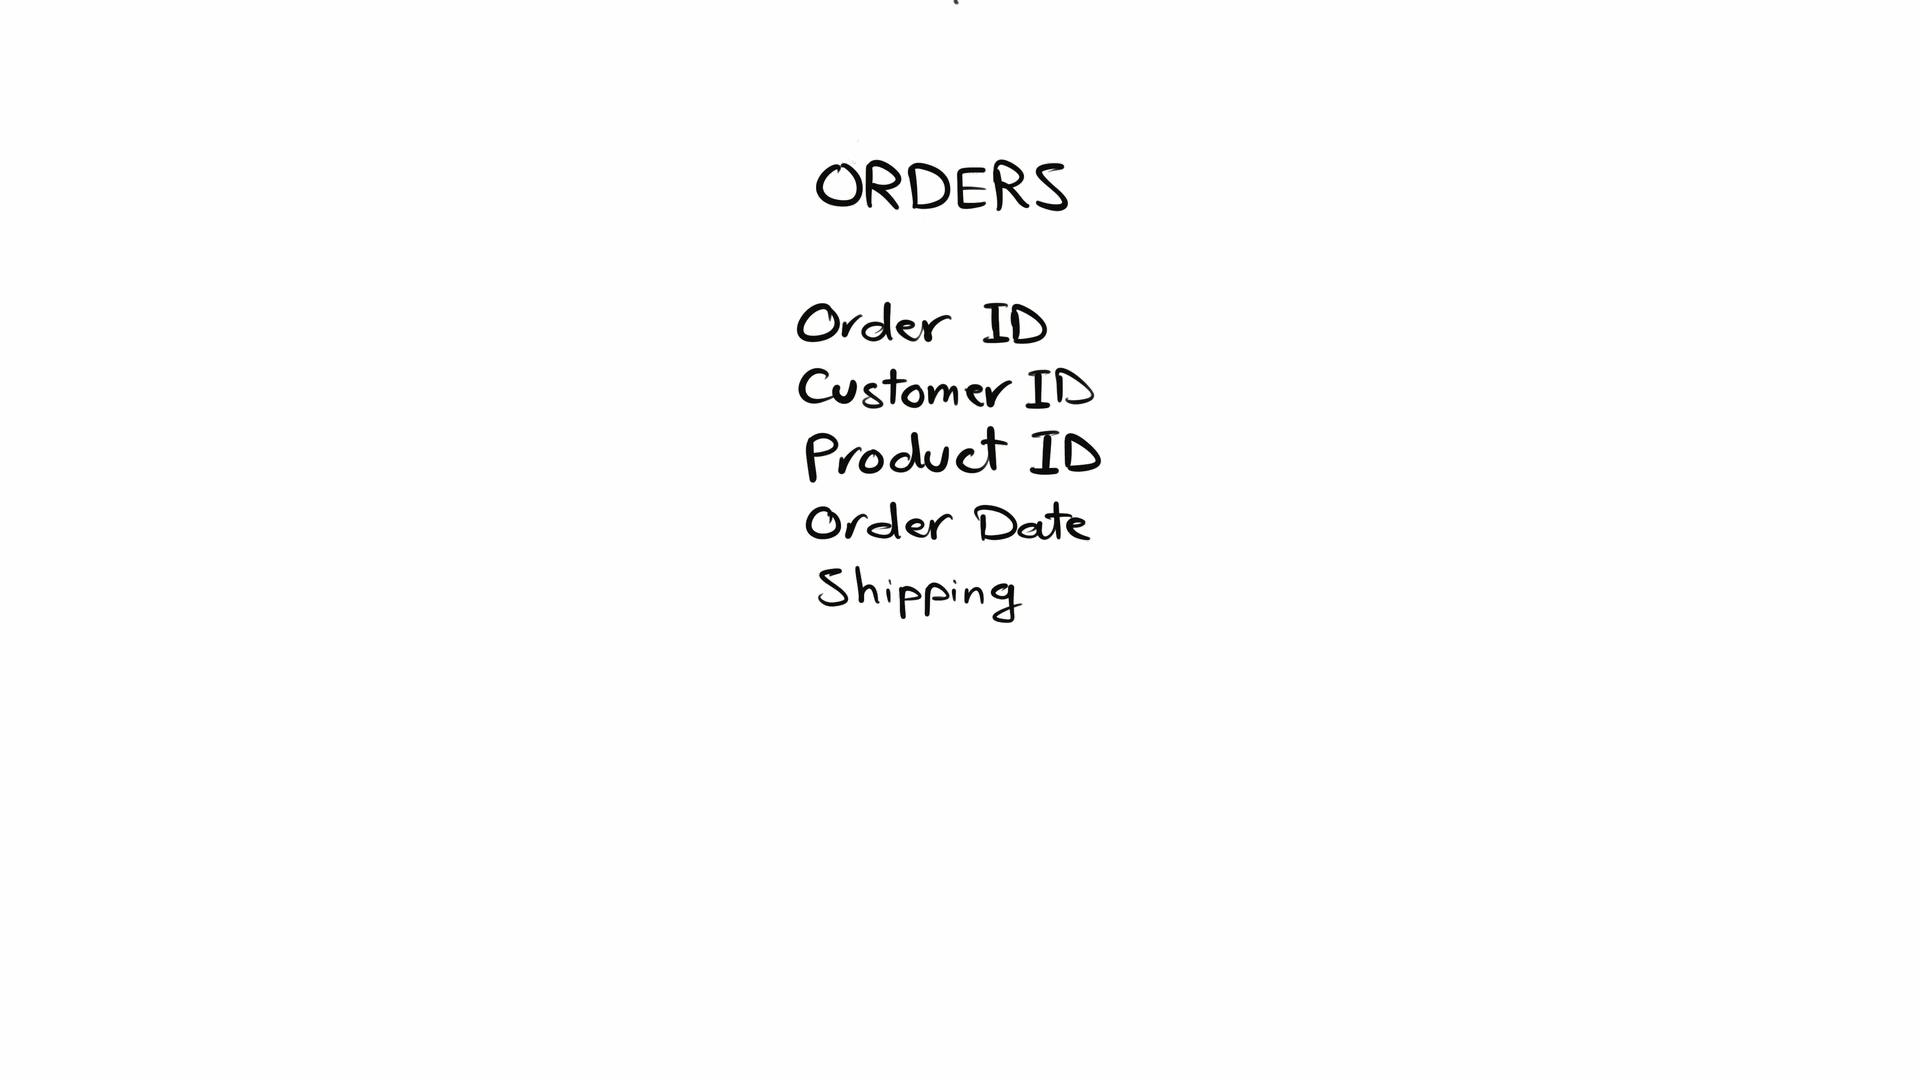 ORDERS
Order ID
Customer ID
Product ID
Order Date
Shipping